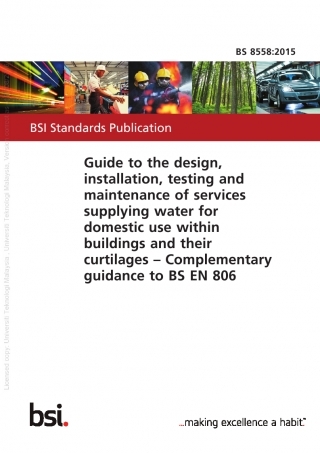 BS 8558:2015
BSI Standards Publication
Guide to the design,
installation, testing and
maintenance of services
supplying water for
domestic use within
buildings and their
curtilages – Complementary
guidance to BS EN 806
bsi.
...making excellence a habit.™
Licensed copy: Universiti Teknologi Malaysia, Universiti Teknologi Malaysia, Version